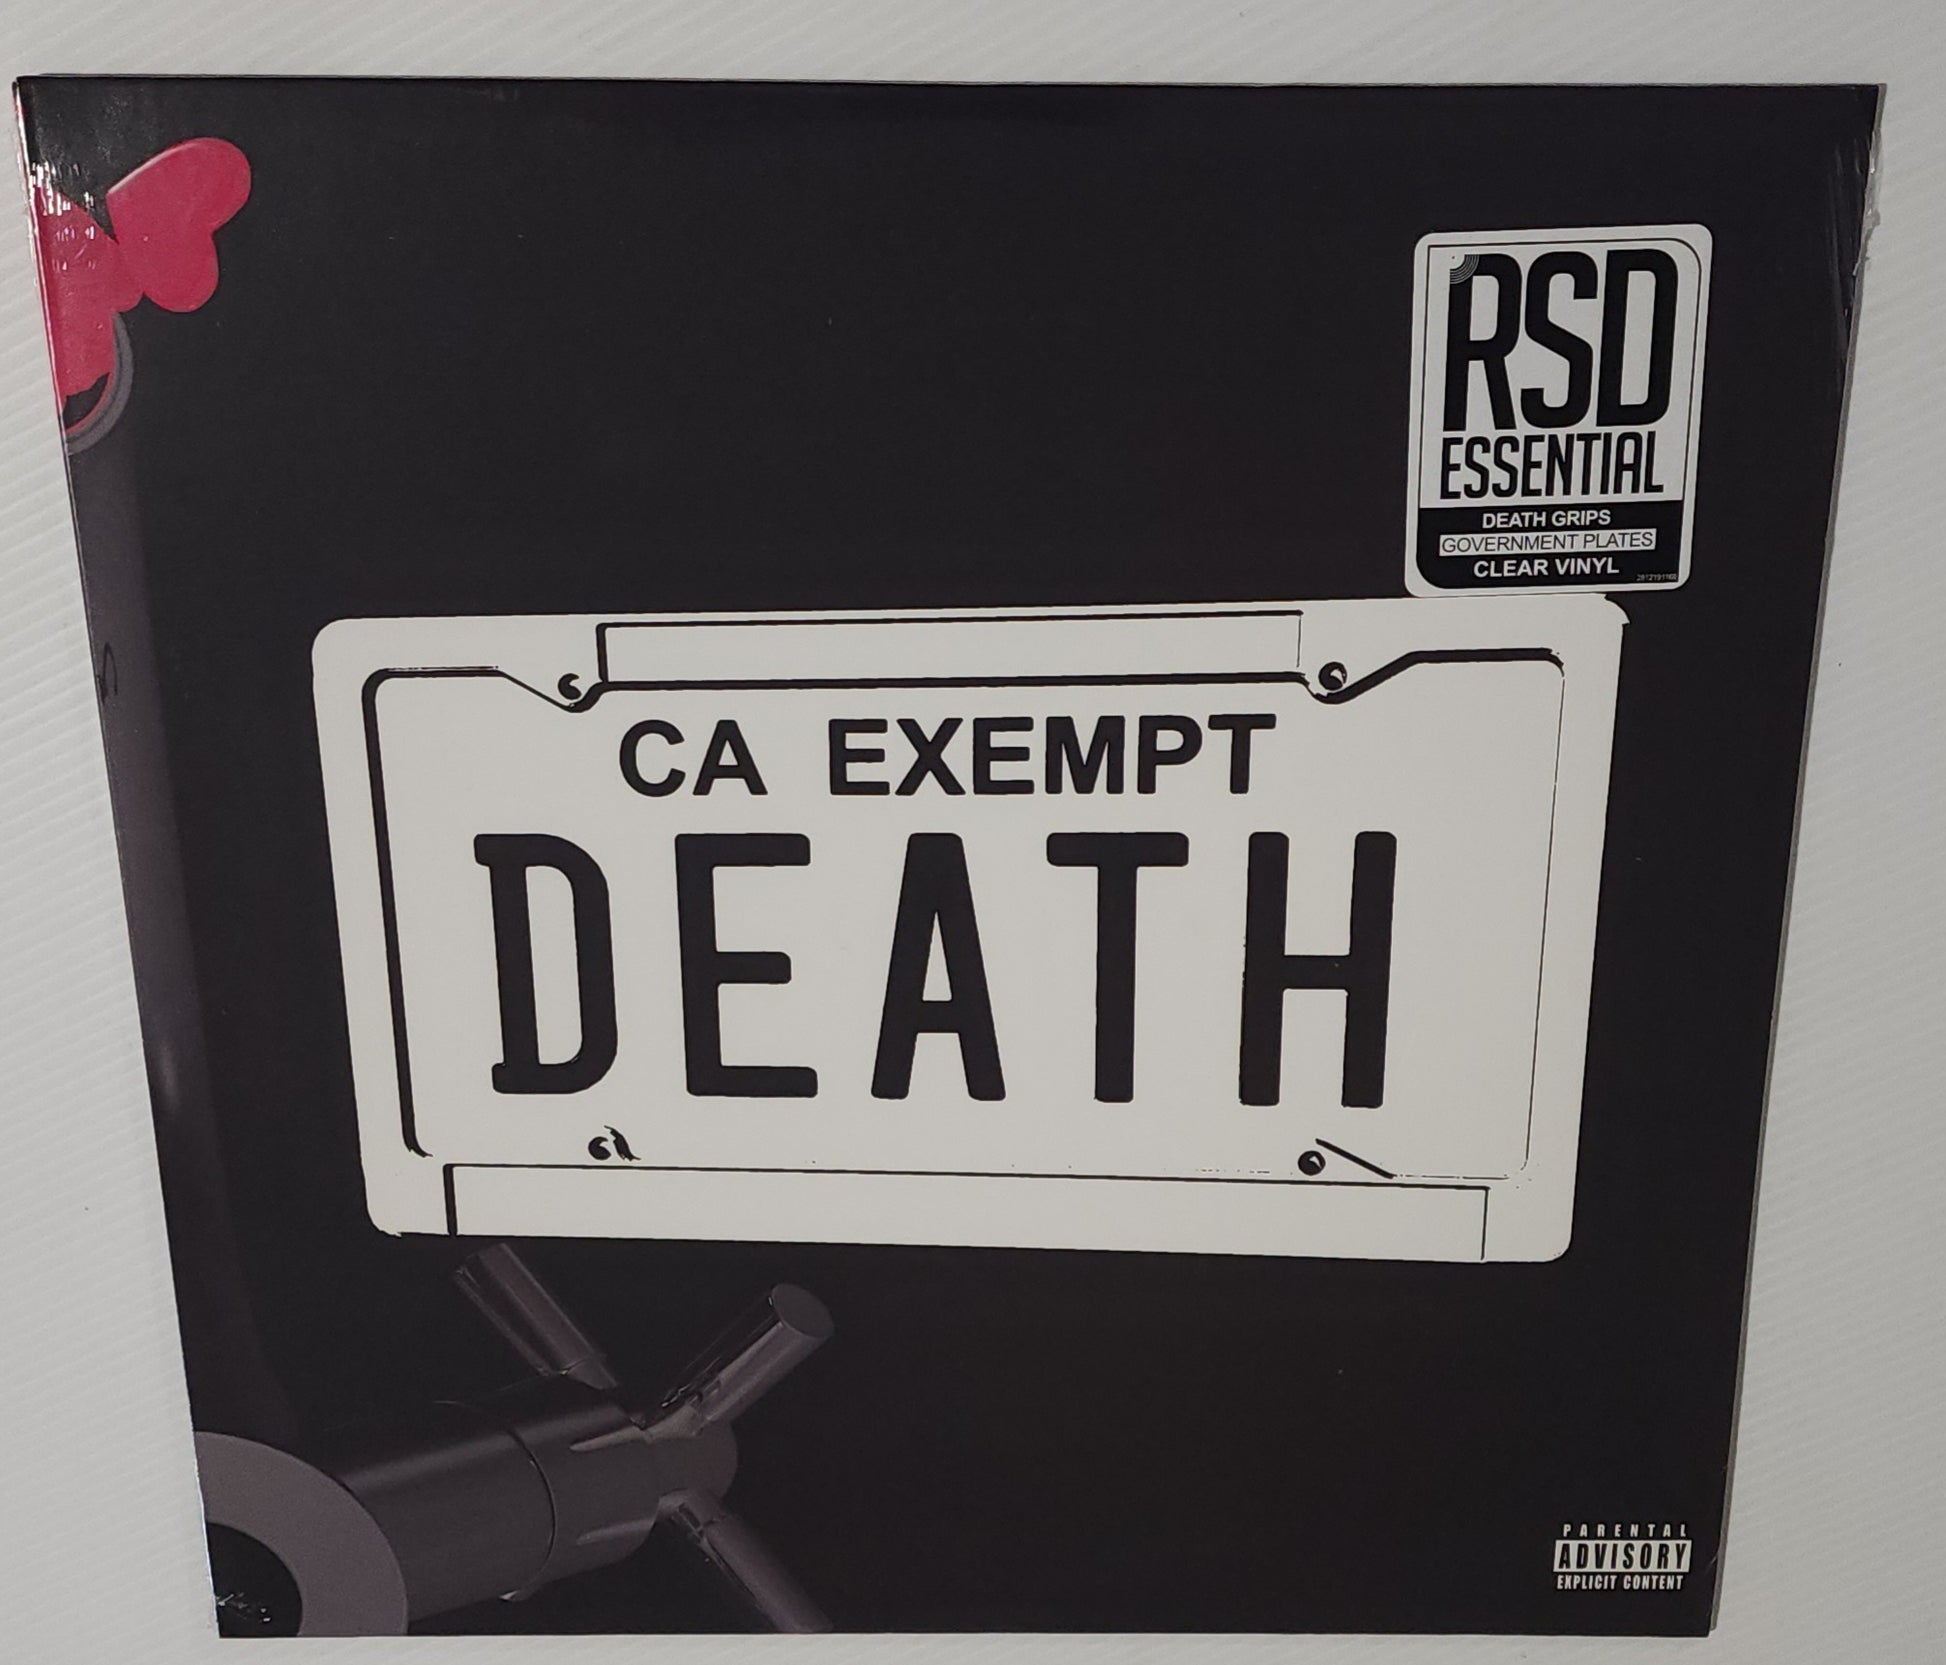 RSD
ESSENTIAL
DEATH GRIPS
GOVERNMENT PLATES
CLEAR VINYL
CA EXEMPT
DEATH
PARENTAL
ADVISORY
EXPLICIT CONTENT